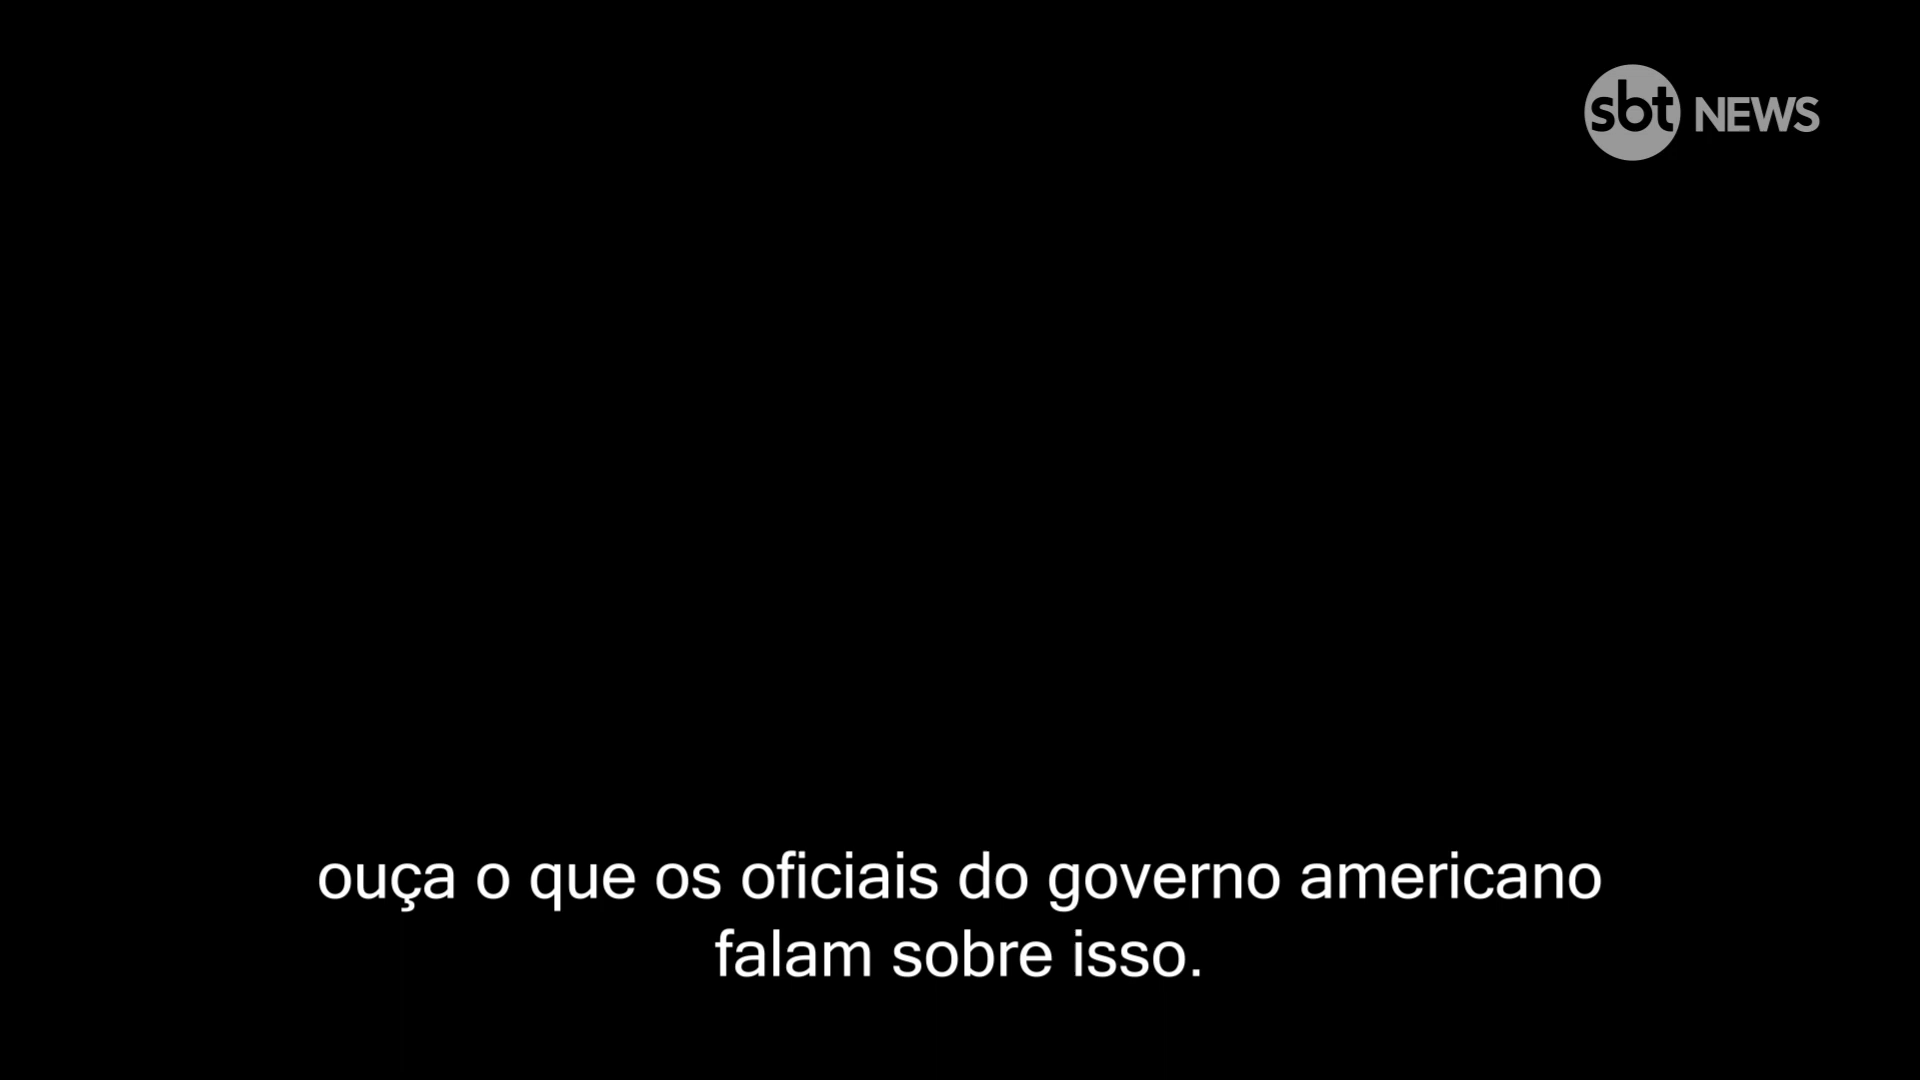 sbt NEWS
ouça o que os oficiais do governo americano
falam sobre isso.